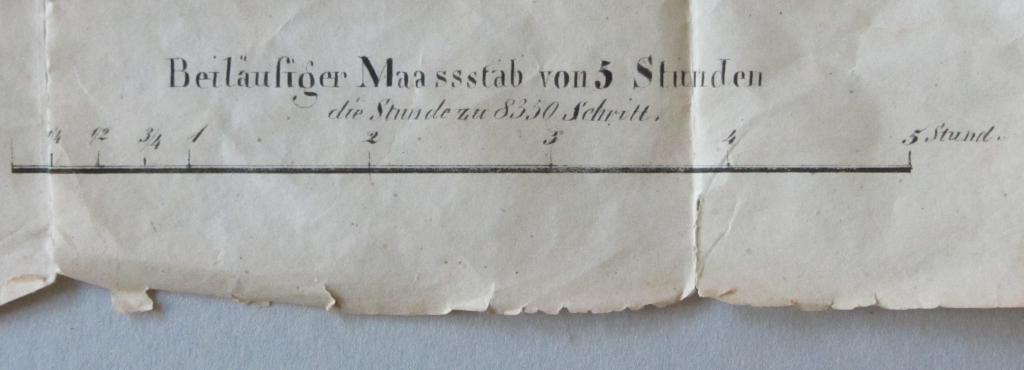 Beiläufiger Maassstab von 5 Stunden
die Stunde zu 8350 Schritt.
1/4 1/2 3/4 1 2 3 4 5 Stund.